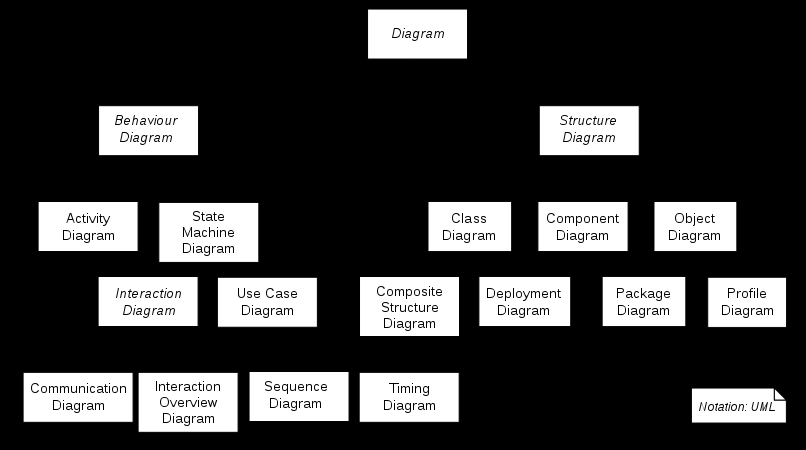 Diagram
Behaviour
Diagram
Structure
Diagram
Activity
Diagram
State
Machine
Diagram
Class
Diagram
Component
Diagram
Object
Diagram
Interaction
Diagram
Use Case
Diagram
Composite
Structure
Diagram
Deployment
Diagram
Package
Diagram
Profile
Diagram
Communication
Diagram
Interaction
Overview
Diagram
Sequence
Diagram
Timing
Diagram
Notation: UML